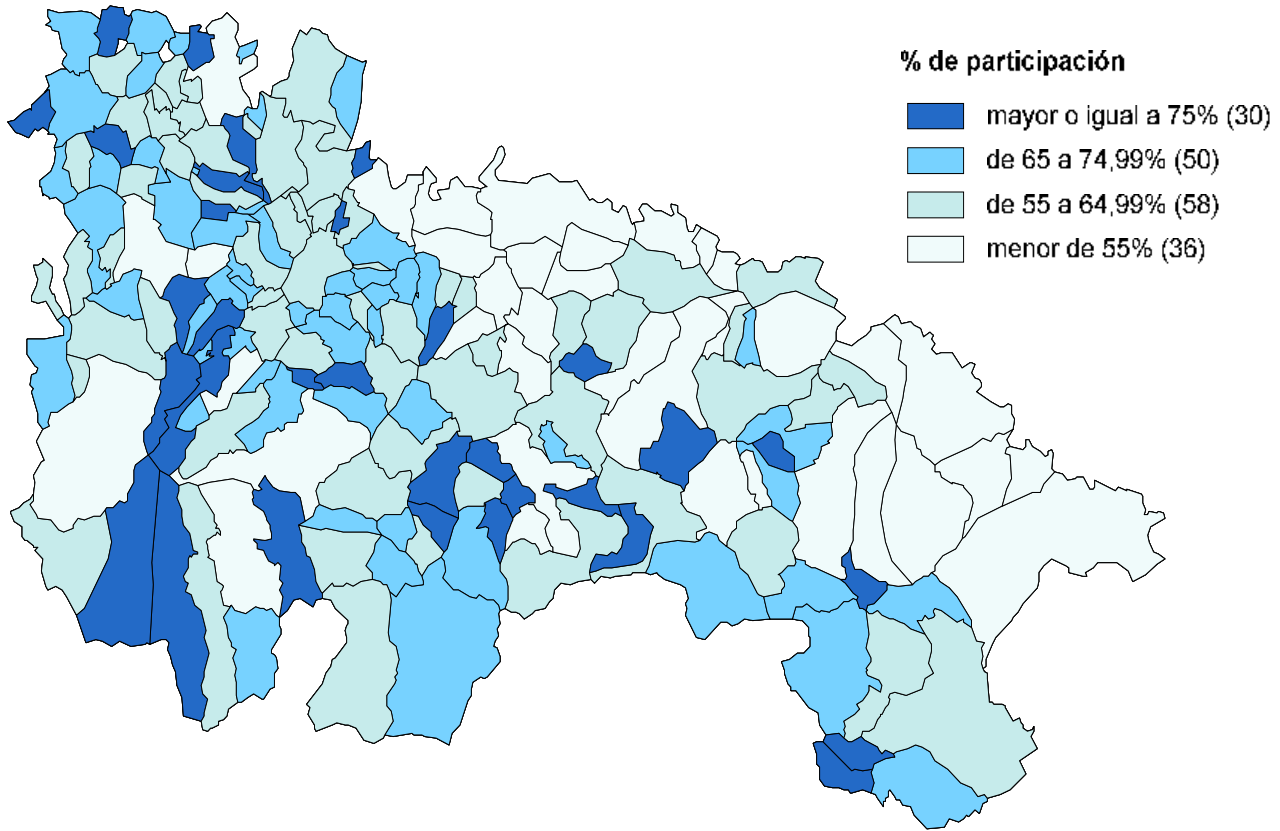 % de participación
mayor o igual a 75% (30)
de 65 a 74,99% (50)
de 55 a 64,99% (58)
menor de 55% (36)